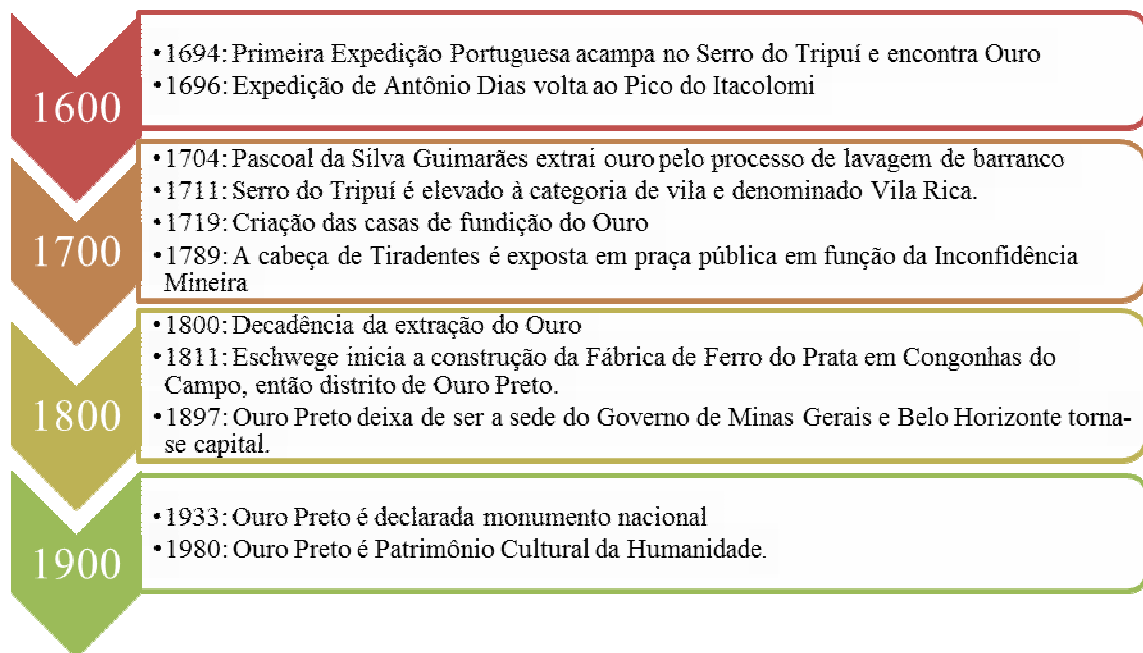 1600
•1694: Primeira Expedição Portuguesa acampa no Serro do Tripuí e encontra Ouro
•1696: Expedição de Antônio Dias volta ao Pico do Itacolomi
1700
•1704: Pascoal da Silva Guimarães extrai ouro pelo processo de lavagem de barranco
•1711: Serro do Tripuí é elevado à categoria de vila e denominado Vila Rica.
•1719: Criação das casas de fundição do Ouro
•1789: A cabeça de Tiradentes é exposta em praça pública em função da Inconfidência
Mineira
1800
•1800: Decadência da extração do Ouro
•1811: Eschwege inicia a construção da Fábrica de Ferro do Prata em Congonhas do
Campo, então distrito de Ouro Preto.
•1897: Ouro Preto deixa de ser a sede do Governo de Minas Gerais e Belo Horizonte torna-
se capital.
1900
•1933: Ouro Preto é declarada monumento nacional
•1980: Ouro Preto é Patrimônio Cultural da Humanidade.